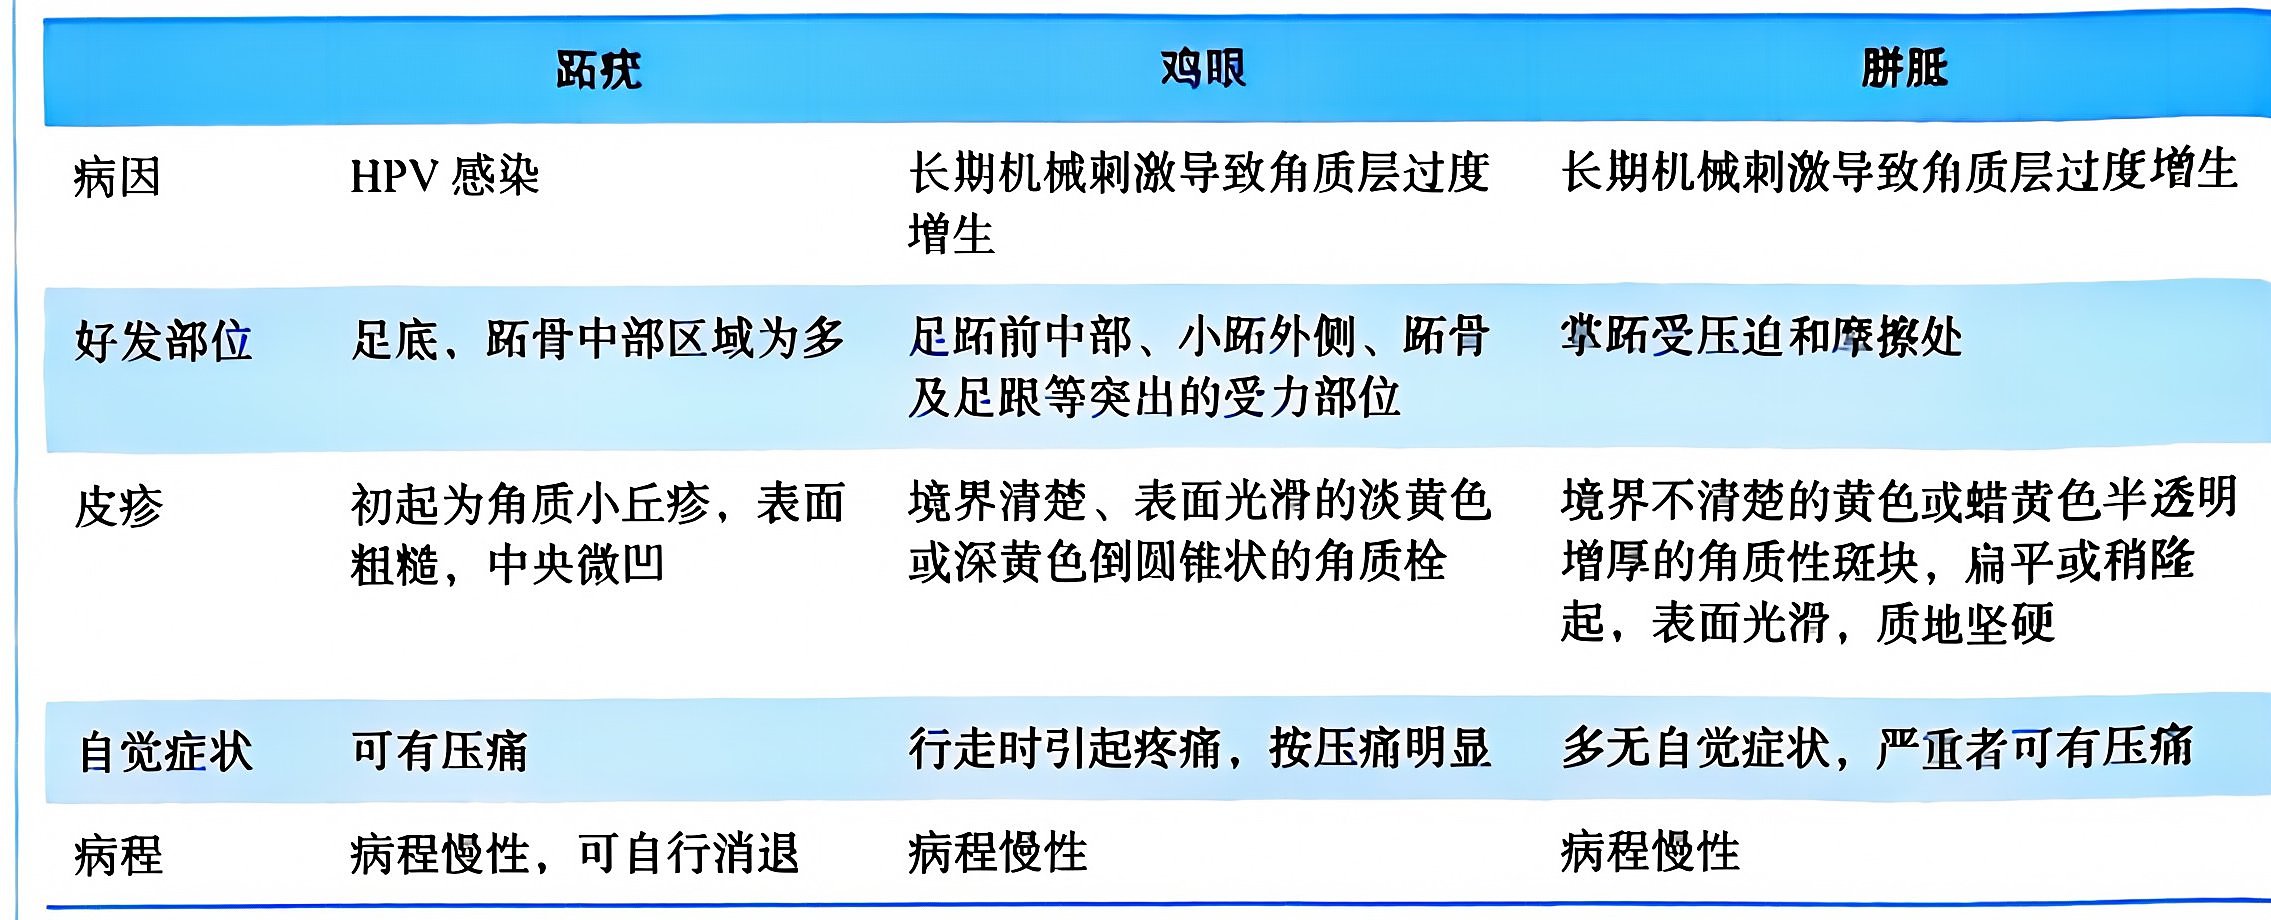 跖疣 鸡眼 胼胝
病因 HPV 感染 长期机械刺激导致角质层过度 长期机械刺激导致角质层过度增生
增生
好发部位 足底，跖骨中部区域为多 足跖前中部、小跖外侧、跖骨 掌跖受压迫和摩擦处
及足跟等突出的受力部位
皮疹 初起为角质小丘疹，表面 境界清楚、表面光滑的淡黄色 境界不清楚的黄色或蜡黄色半透明
粗糙，中央微凹 或深黄色倒圆锥状的角质栓 增厚的角质性斑块，扁平或稍隆
起，表面光滑，质地坚硬
自觉症状 可有压痛 行走时引起疼痛，按压痛明显 多无自觉症状，严重者可有压痛
病程 病程慢性，可自行消退 病程慢性 病程慢性